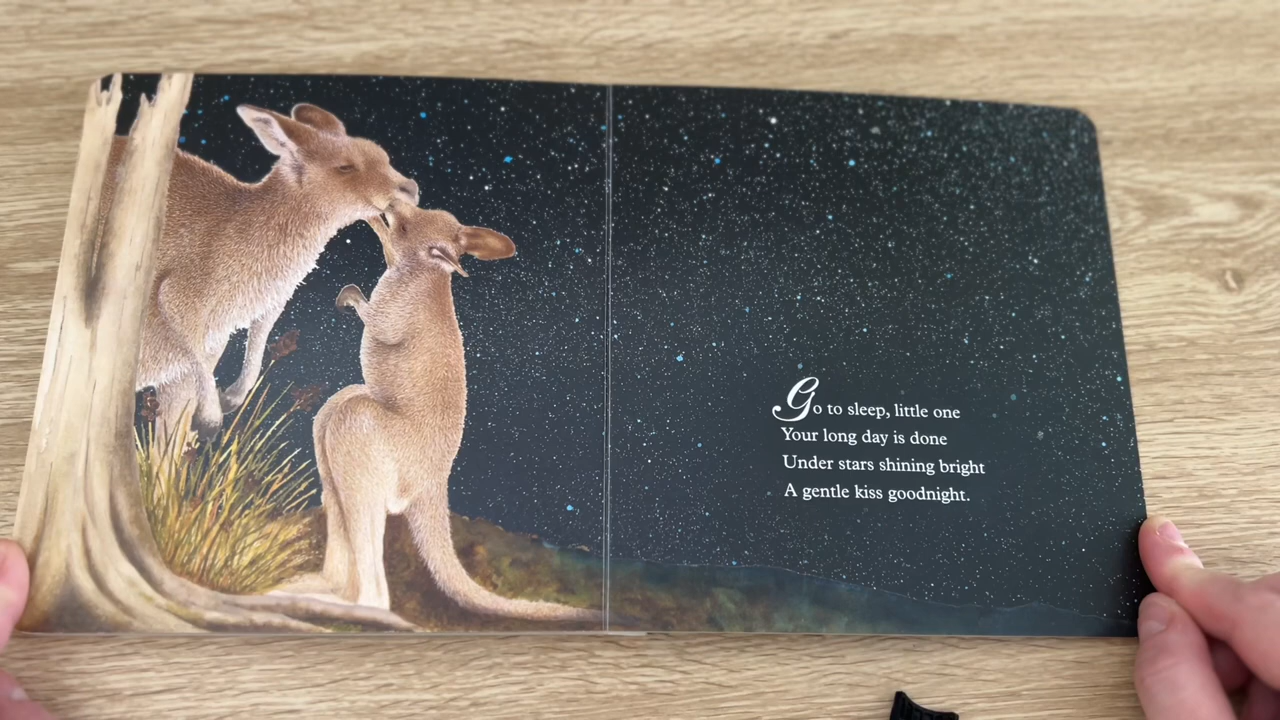 Go to sleep, little one
Your long day is done
Under stars shining bright
A gentle kiss goodnight.